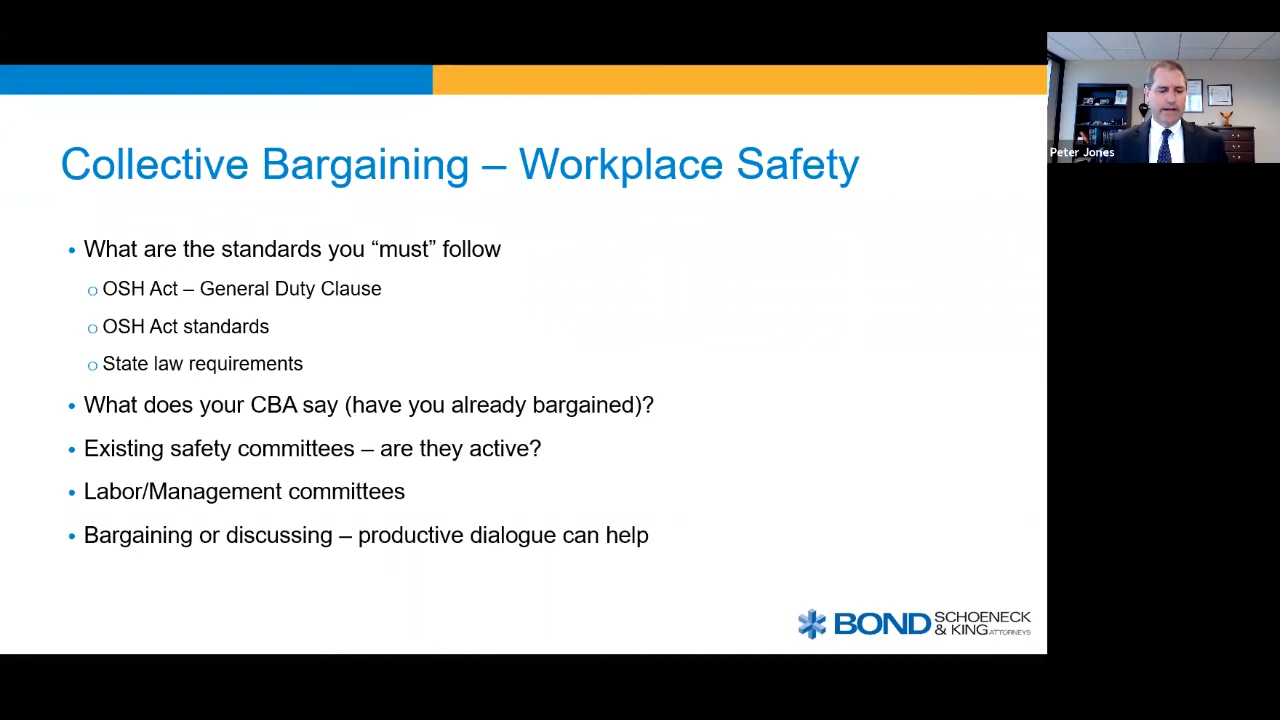 Collective Bargaining – Workplace Safety
• What are the standards you “must” follow
o OSH Act – General Duty Clause
o OSH Act standards
o State law requirements
• What does your CBA say (have you already bargained)?
• Existing safety committees – are they active?
• Labor/Management committees
• Bargaining or discussing – productive dialogue can help
BOND SCHOENECK
& KING ATTORNEYS
Peter Jones